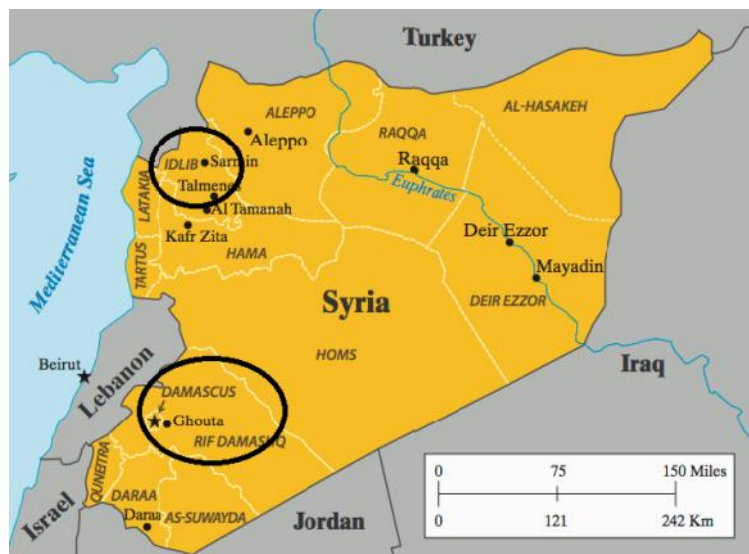 Turkey
AL-HASAKEH
ALEPPO
RAQQA
Aleppo
IDLIB
Sarmin
Raqqa
Talmenes
Euphrates
LATAKIA
Al Tamanah
Kafr Zita
Deir Ezzor
HAMA
TARTUS
Mediterranean Sea
Mayadin
DEIR EZZOR
Syria
HOMS
Iraq
Beirut
Lebanon
DAMASCUS
Ghouta
RIF DAMASHQ
QUNEITRA
DARAA
Daraa
AS-SUWAYDA
Israel
Jordan
0 75 150 Miles
0 121 242 Km